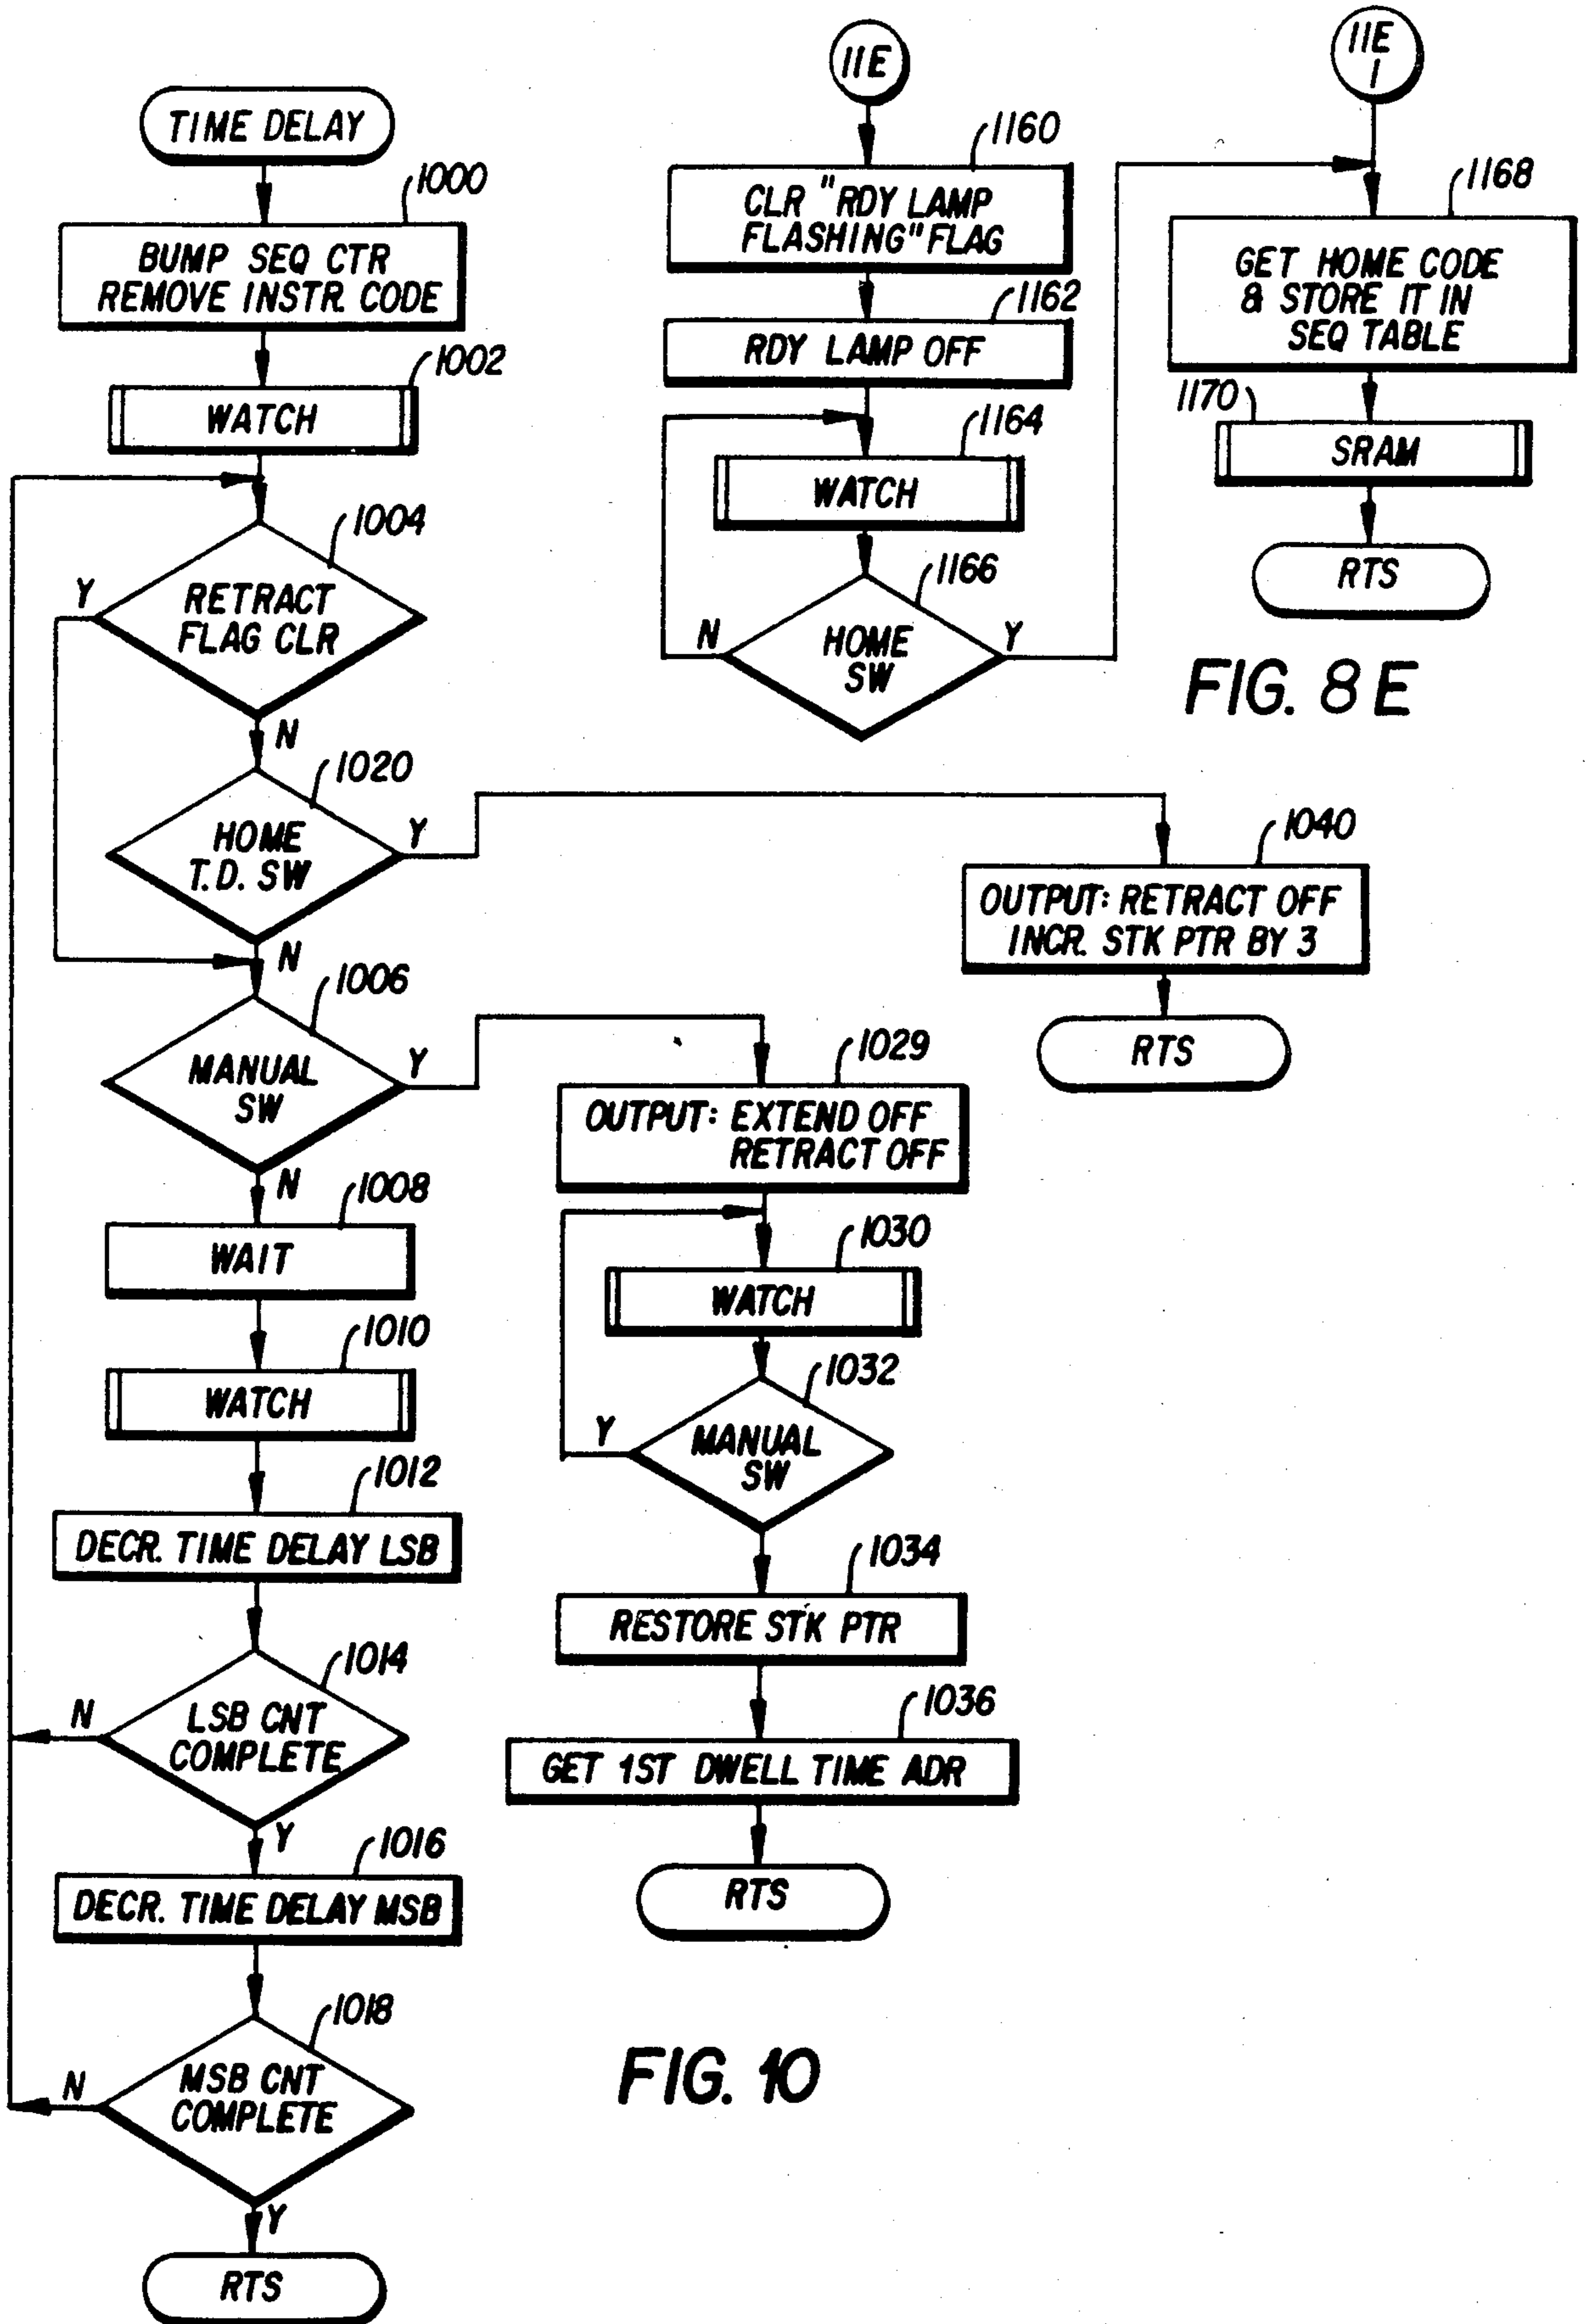 TIME DELAY
1000
BUMP SEQ CTR
REMOVE INSTR. CODE
1002
WATCH
1004
RETRACT
FLAG CLR
Y
N
1020
HOME
T.D. SW
Y
N
1006
MANUAL
SW
Y
N
1008
WAIT
1010
WATCH
1012
DECR. TIME DELAY LSB
1014
LSB CNT
COMPLETE
N
Y
1016
DECR. TIME DELAY MSB
1018
MSB CNT
COMPLETE
N
Y
RTS
1040
OUTPUT: RETRACT OFF
INCR. STK PTR BY 3
RTS
1029
OUTPUT: EXTEND OFF
RETRACT OFF
1030
WATCH
1032
MANUAL
SW
Y
1034
RESTORE STK PTR
1036
GET 1ST DWELL TIME ADR
RTS
FIG. 10
11E
1160
CLR "RDY LAMP
FLASHING" FLAG
1162
RDY LAMP OFF
1164
WATCH
1166
HOME
SW
N
Y
11E
1
1168
GET HOME CODE
& STORE IT IN
SEQ TABLE
1170
SRAM
RTS
FIG. 8E